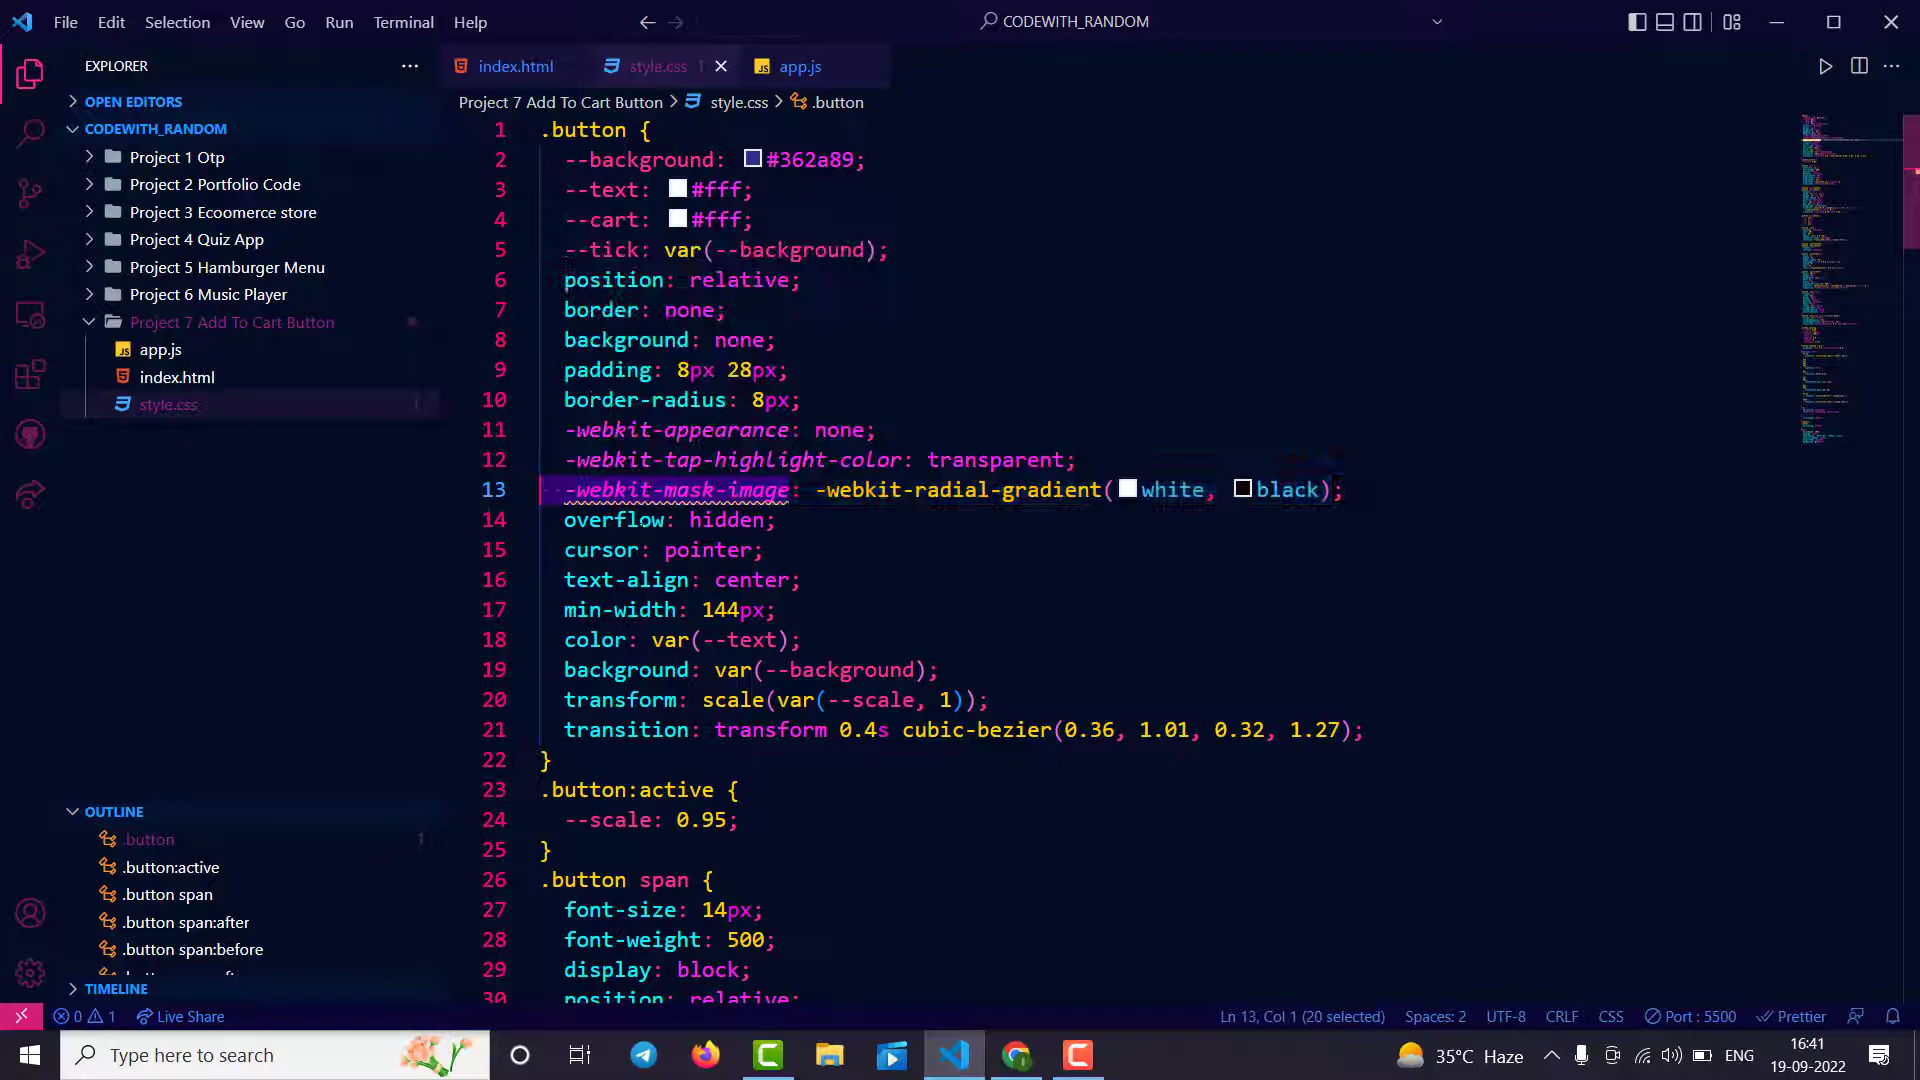 File Edit Selection View Go Run Terminal Help
CODEWITH_RANDOM
EXPLORER
OPEN EDITORS
CODEWITH_RANDOM
Project 1 Otp
Project 2 Portfolio Code
Project 3 Ecoomerce store
Project 4 Quiz App
Project 5 Hamburger Menu
Project 6 Music Player
Project 7 Add To Cart Button
JS app.js
index.html
style.css 1
OUTLINE
.button 1
.button:active
.button span
.button span:after
.button span:before
TIMELINE
index.html style.css 1 JS app.js
Project 7 Add To Cart Button > style.css > .button
1 .button {
2 --background: #362a89;
3 --text: #fff;
4 --cart: #fff;
5 --tick: var(--background);
6 position: relative;
7 border: none;
8 background: none;
9 padding: 8px 28px;
10 border-radius: 8px;
11 -webkit-appearance: none;
12 -webkit-tap-highlight-color: transparent;
13 -webkit-mask-image: -webkit-radial-gradient(white, black);
14 overflow: hidden;
15 cursor: pointer;
16 text-align: center;
17 min-width: 144px;
18 color: var(--text);
19 background: var(--background);
20 transform: scale(var(--scale, 1));
21 transition: transform 0.4s cubic-bezier(0.36, 1.01, 0.32, 1.27);
22 }
23 .button:active {
24 --scale: 0.95;
25 }
26 .button span {
27 font-size: 14px;
28 font-weight: 500;
29 display: block;
30 position: relative;
0 1 Live Share
Ln 13, Col 1 (20 selected) Spaces: 2 UTF-8 CRLF CSS Port : 5500 Prettier
Type here to search
35°C Haze ENG
16:41
19-09-2022